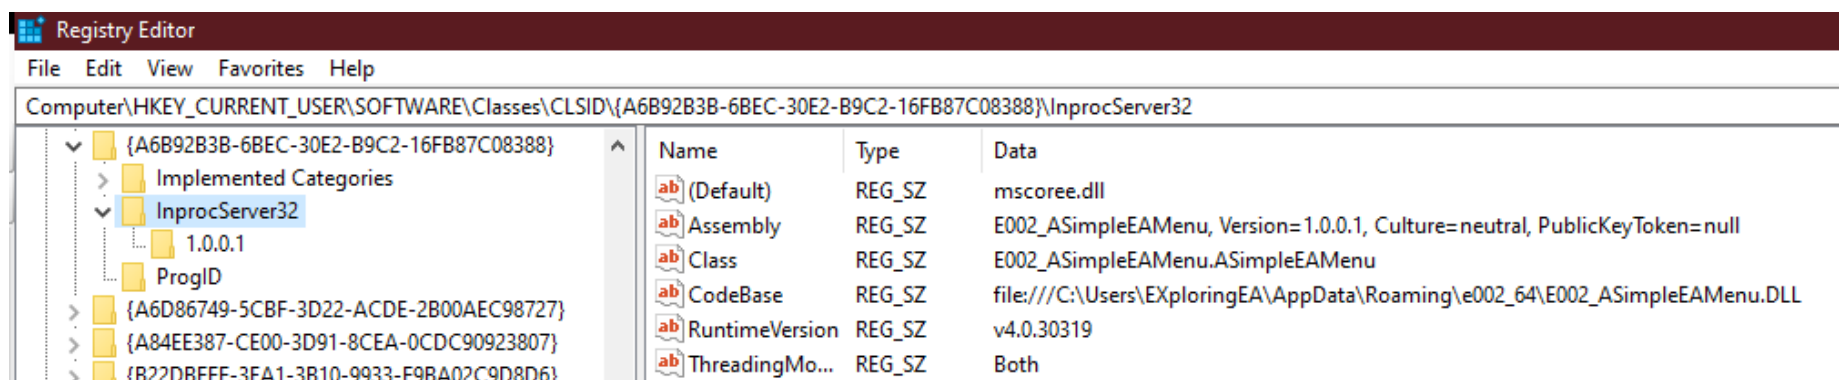 Registry Editor
File Edit View Favorites Help
Computer\HKEY_CURRENT_USER\SOFTWARE\Classes\CLSID\{A6B92B3B-6BEC-30E2-B9C2-16FB87C08388}\InprocServer32
{A6B92B3B-6BEC-30E2-B9C2-16FB87C08388}
Implemented Categories
InprocServer32
1.0.0.1
ProgID
{A6D86749-5CBF-3D22-ACDE-2B00AEC98727}
{A84EE387-CE00-3D91-8CEA-0CDC90923807}
Name Type Data
(Default) REG_SZ mscoree.dll
Assembly REG_SZ E002_ASimpleEAMenu, Version=1.0.0.1, Culture=neutral, PublicKeyToken=null
Class REG_SZ E002_ASimpleEAMenu.ASimpleEAMenu
CodeBase REG_SZ file:///C:\Users\EXploringEA\AppData\Roaming\e002_64\E002_ASimpleEAMenu.DLL
RuntimeVersion REG_SZ v4.0.30319
ThreadingMo... REG_SZ Both